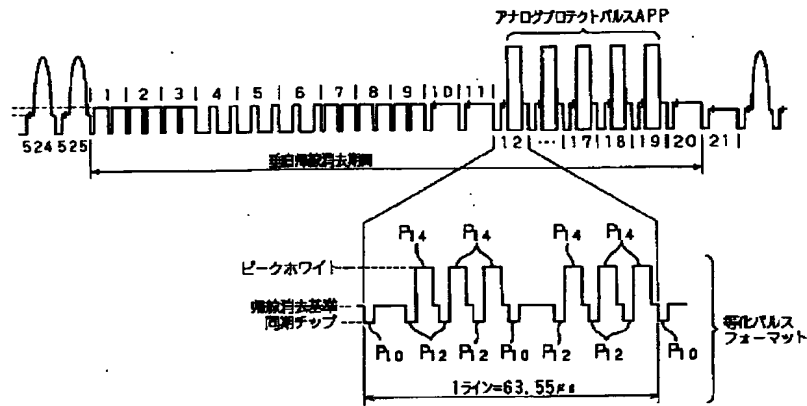 アナログプロテクトパルスAPP
1 2 3 4 5 6 7 8 9 10 11
524 525
12 ... 17 18 19 20 21
垂直帰線消去期間
P14 P14 P14 P14
ピークホワイト
帰線消去基準
同期チップ
P10 P12 P12 P10 P12 P12 P10
等化パルス
フォーマット
1ライン=63.55μs